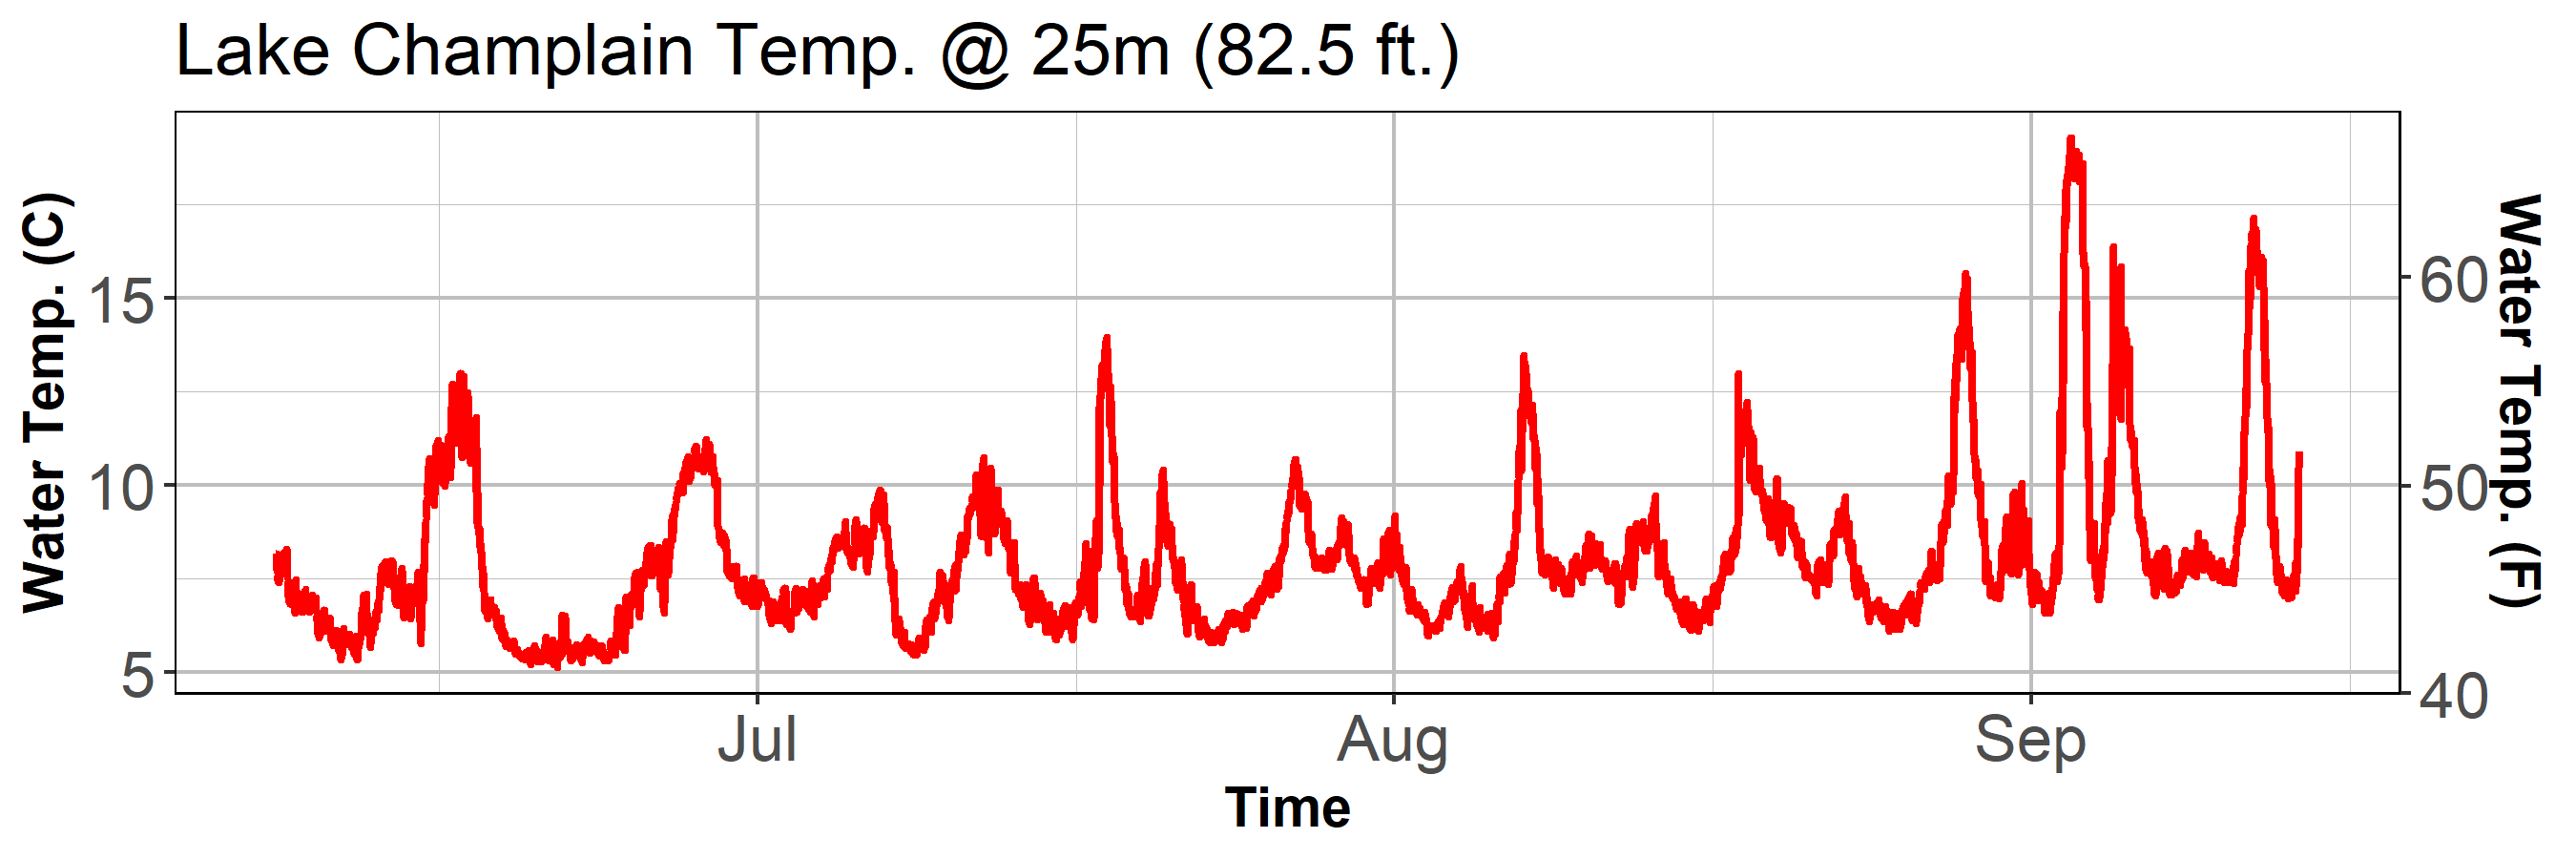 Lake Champlain Temp. @ 25m (82.5 ft.)
Water Temp. (C)
15
10
5
60
50
40
Water Temp. (F)
Jul
Aug
Sep
Time